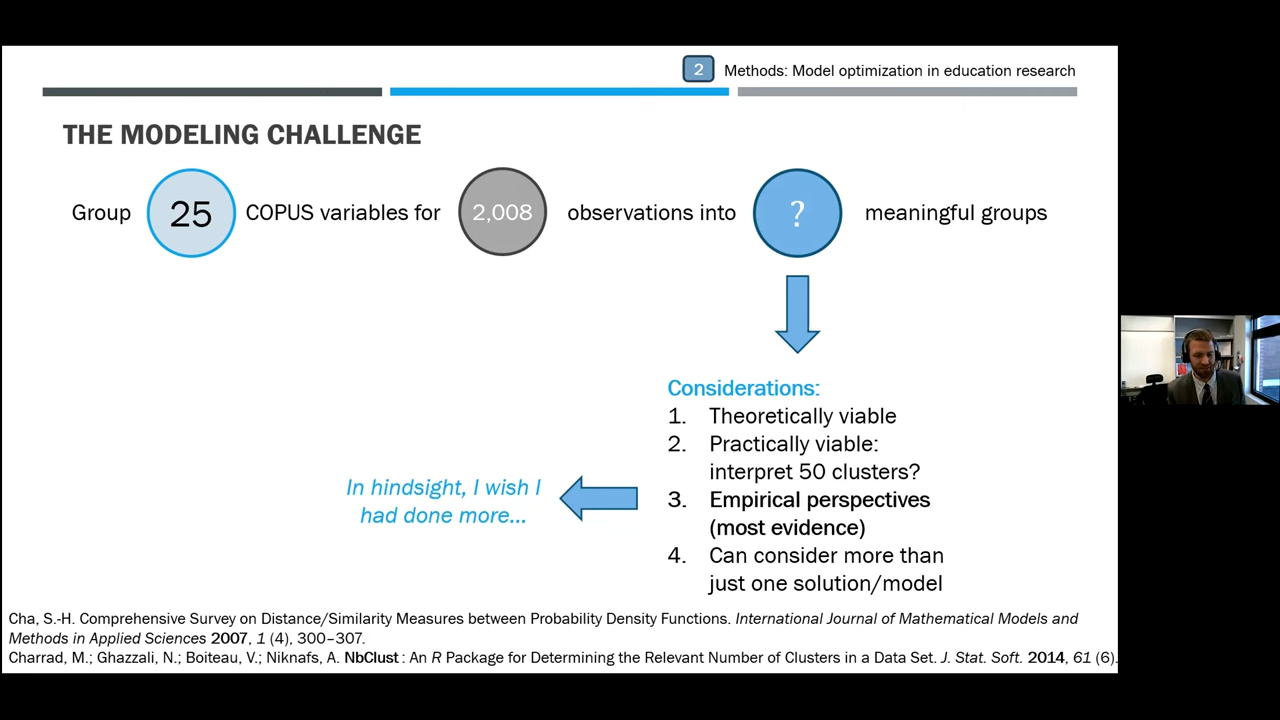 2 Methods: Model optimization in education research
THE MODELING CHALLENGE
Group 25 COPUS variables for 2,008 observations into ? meaningful groups
Considerations:
1. Theoretically viable
2. Practically viable:
interpret 50 clusters?
3. Empirical perspectives
(most evidence)
4. Can consider more than
just one solution/model
In hindsight, I wish I
had done more...
Cha, S.-H. Comprehensive Survey on Distance/Similarity Measures between Probability Density Functions. International Journal of Mathematical Models and
Methods in Applied Sciences 2007, 1 (4), 300–307.
Charrad, M.; Ghazzali, N.; Boiteau, V.; Niknafs, A. NbClust : An R Package for Determining the Relevant Number of Clusters in a Data Set. J. Stat. Soft. 2014, 61 (6).